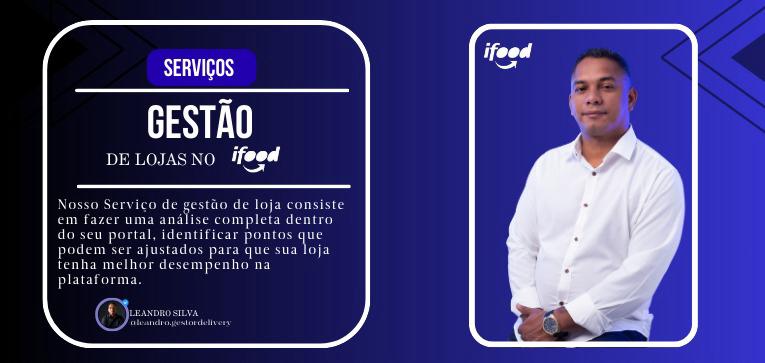 SERVIÇOS
GESTÃO
DE LOJAS NO ifood
Nosso Serviço de gestão de loja consiste
em fazer uma análise completa dentro
do seu portal, identificar pontos que
podem ser ajustados para que sua loja
tenha melhor desempenho na
plataforma.
LEANDRO SILVA
@leandro.gestordelivery
ifood